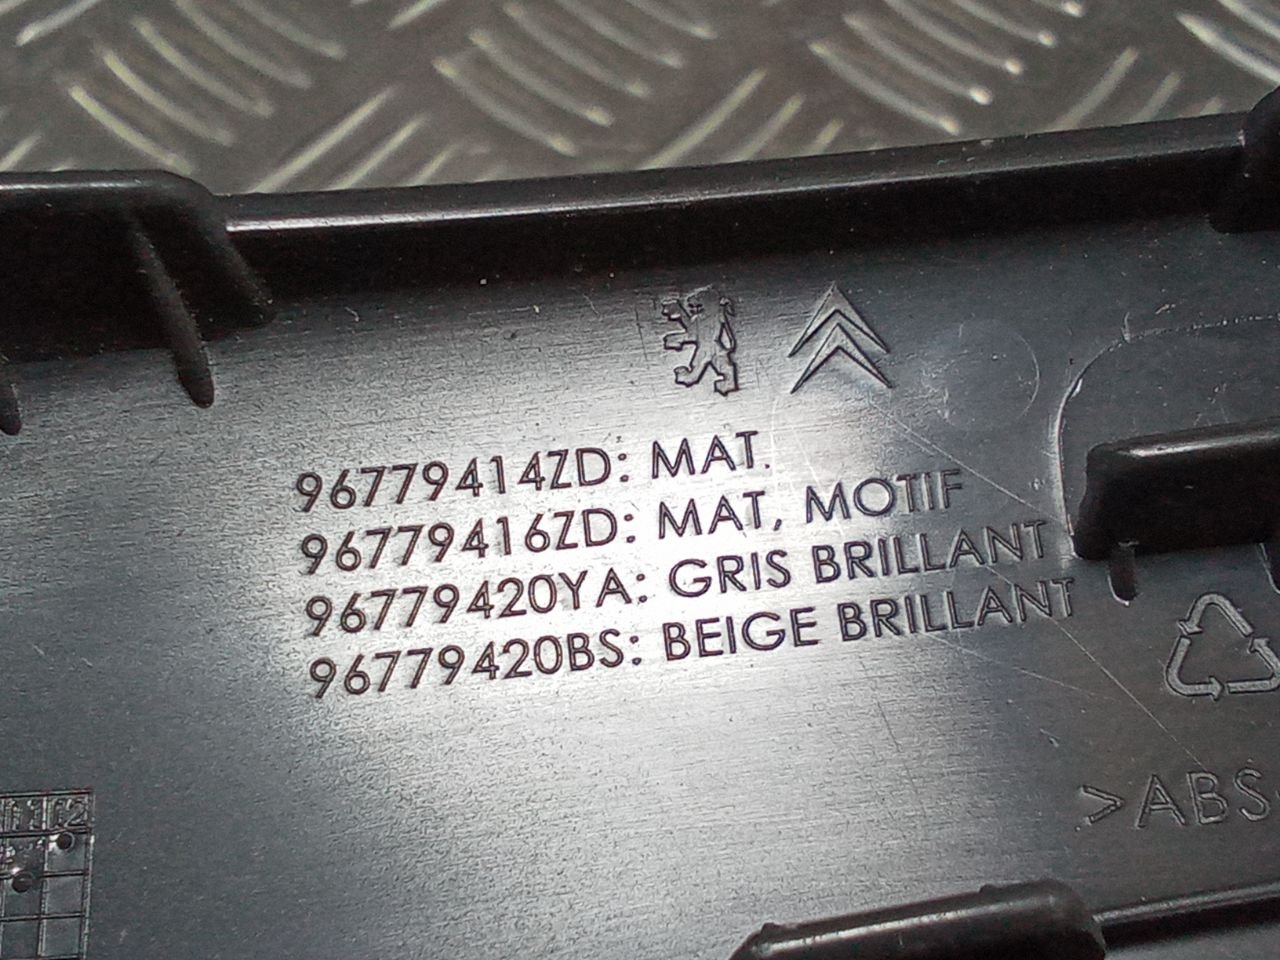 96779414ZD: MAT.
96779416ZD: MAT, MOTIF
96779420YA: GRIS BRILLANT
96779420BS: BEIGE BRILLANT
>ABS